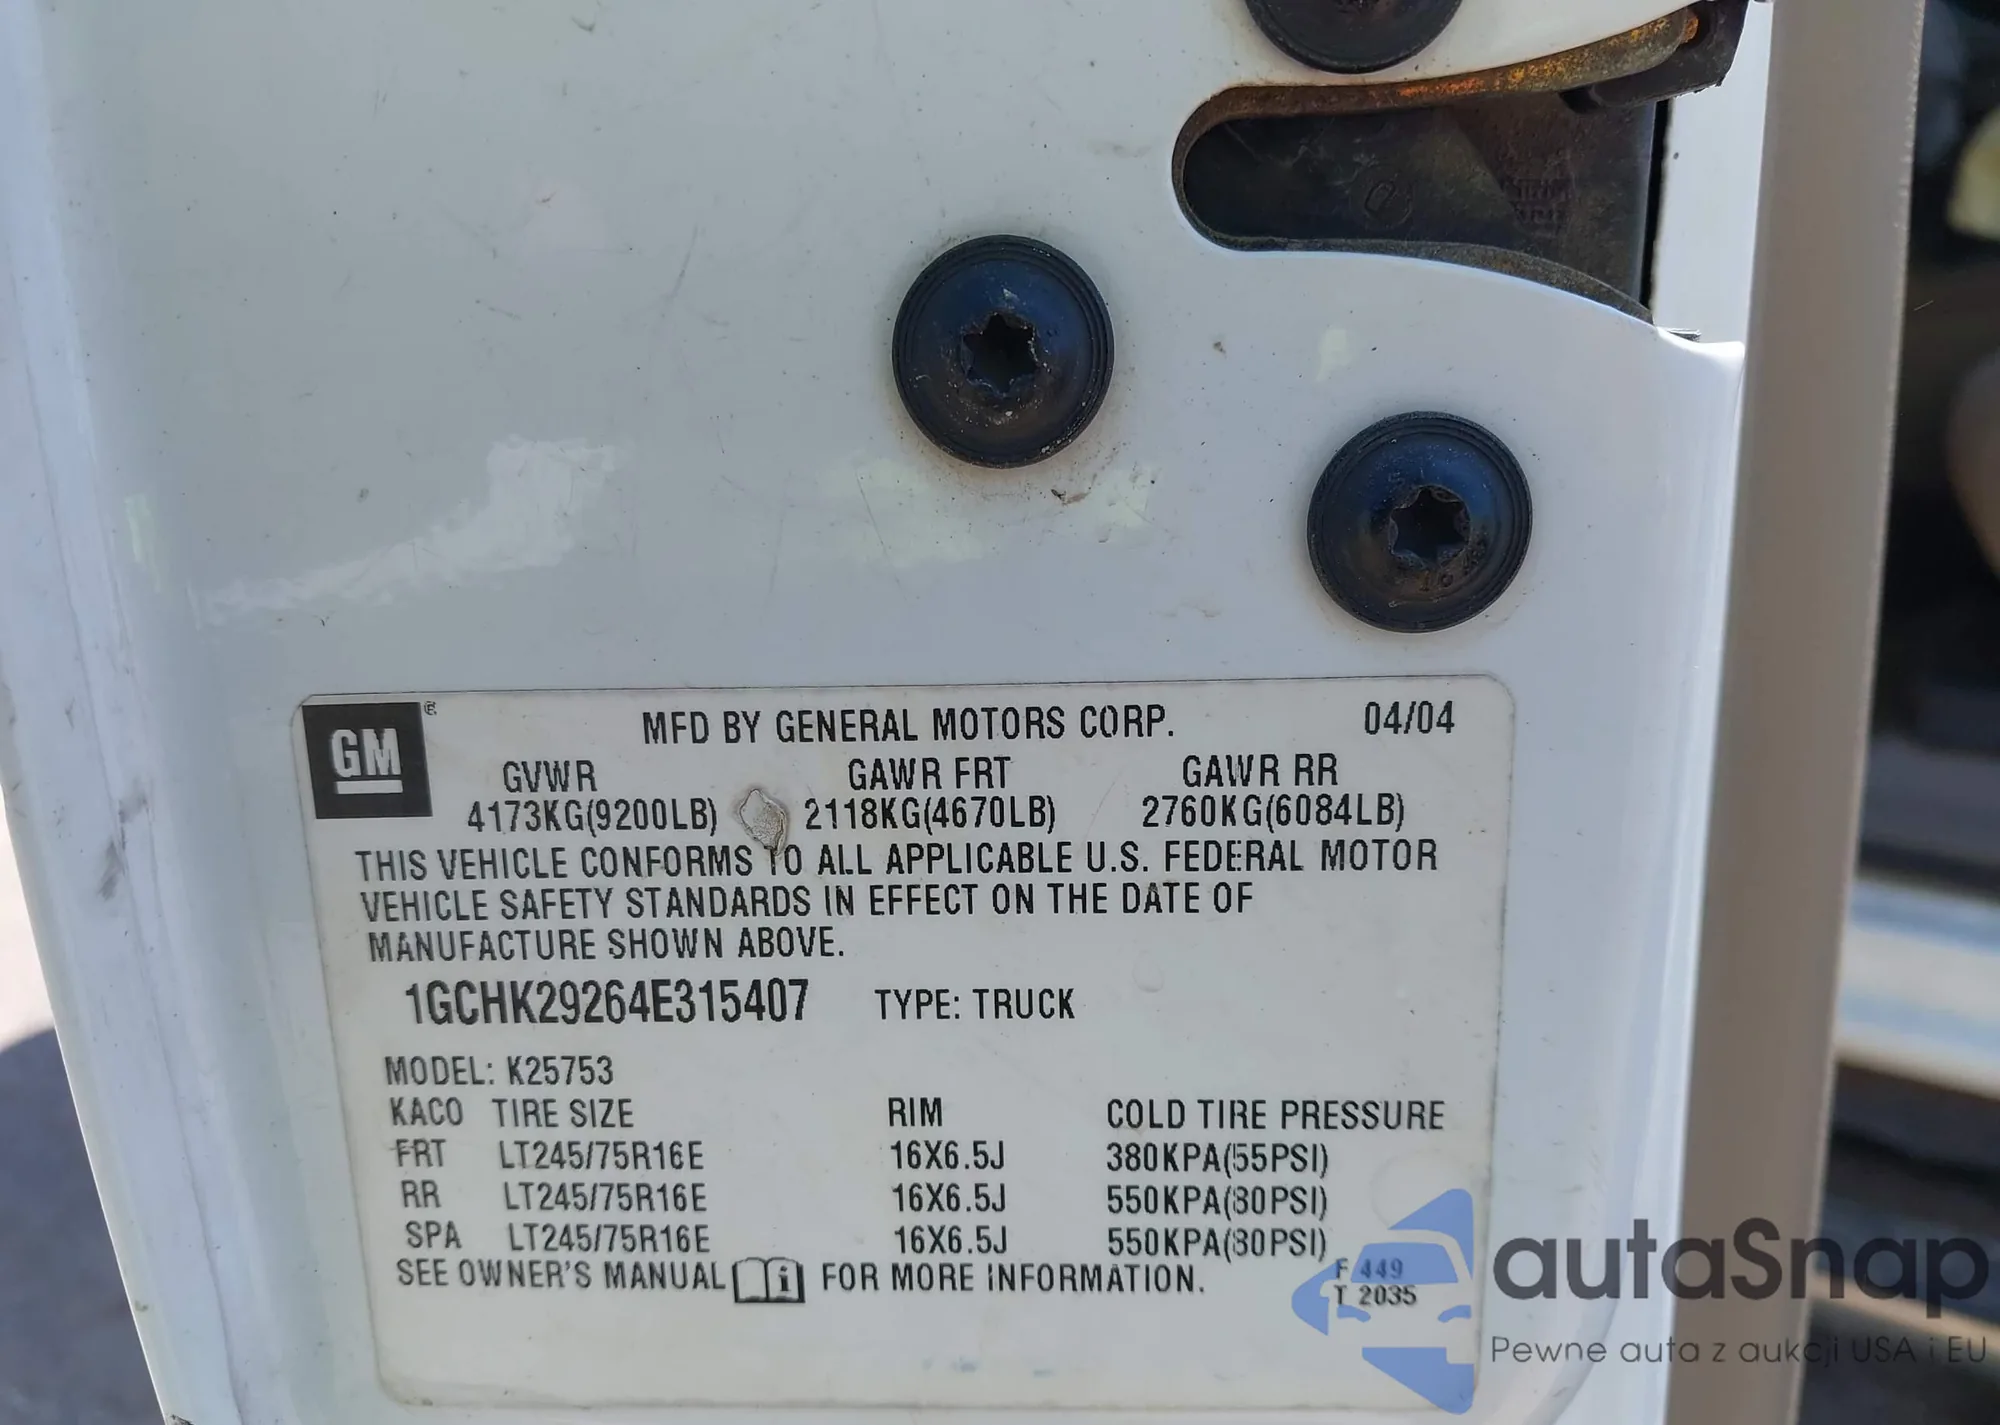 GM
MFD BY GENERAL MOTORS CORP. 04/04
GVWR GAWR FRT GAWR RR
4173KG(9200LB) 2118KG(4670LB) 2760KG(6084LB)
THIS VEHICLE CONFORMS TO ALL APPLICABLE U.S. FEDERAL MOTOR
VEHICLE SAFETY STANDARDS IN EFFECT ON THE DATE OF
MANUFACTURE SHOWN ABOVE.
1GCHK29264E315407 TYPE: TRUCK
MODEL: K25753
KACO TIRE SIZE RIM COLD TIRE PRESSURE
FRT LT245/75R16E 16X6.5J 380KPA(55PSI)
RR LT245/75R16E 16X6.5J 550KPA(80PSI)
SPA LT245/75R16E 16X6.5J 550KPA(80PSI)
SEE OWNER'S MANUAL i FOR MORE INFORMATION.
F 449
T 2035
autaSnap
Pewne auta z aukcji USA i EU